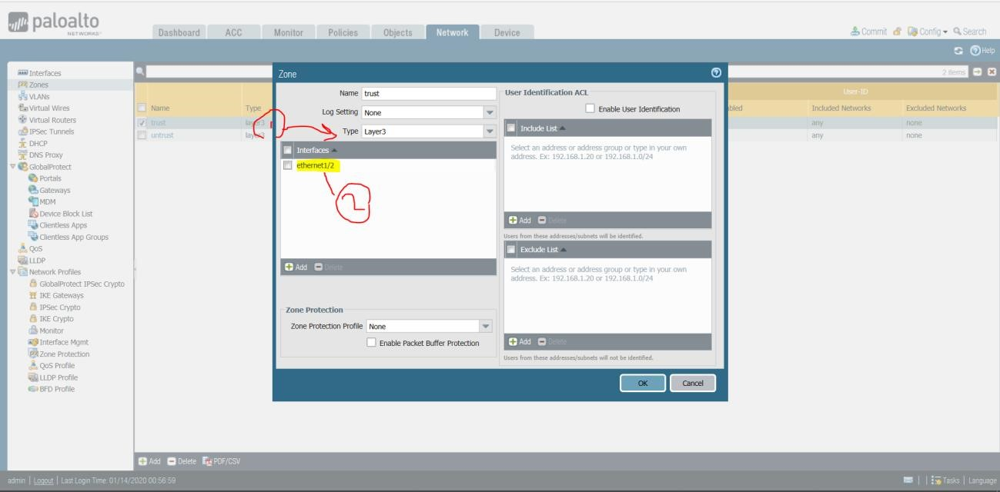 paloalto
NETWORKS®
Dashboard ACC Monitor Policies Objects Network Device
Commit Config Search
Help
Interfaces
Zones
VLANs
Virtual Wires
Virtual Routers
IPSec Tunnels
DHCP
DNS Proxy
GlobalProtect
Portals
Gateways
MDM
Device Block List
Clientless Apps
Clientless App Groups
QoS
LLDP
Network Profiles
GlobalProtect IPSec Crypto
IKE Gateways
IPSec Crypto
IKE Crypto
Monitor
Interface Mgmt
Zone Protection
QoS Profile
LLDP Profile
BFD Profile
2 items
User-ID
Name Type Included Networks Excluded Networks
trust layer3 any none
untrust layer3 any none
Zone
Name trust
Log Setting None
1
Type Layer3
Interfaces
ethernet1/2
2
Add Delete
Zone Protection
Zone Protection Profile None
Enable Packet Buffer Protection
User Identification ACL
Enable User Identification
Include List
Select an address or address group or type in your own
address. Ex: 192.168.1.20 or 192.168.1.0/24
Add Delete
Users from these addresses/subnets will be identified.
Exclude List
Select an address or address group or type in your own
address. Ex: 192.168.1.20 or 192.168.1.0/24
Add Delete
Users from these addresses/subnets will not be identified.
OK Cancel
Add Delete PDF/CSV
admin | Logout | Last Login Time: 01/14/2020 00:56:59
Tasks | Language